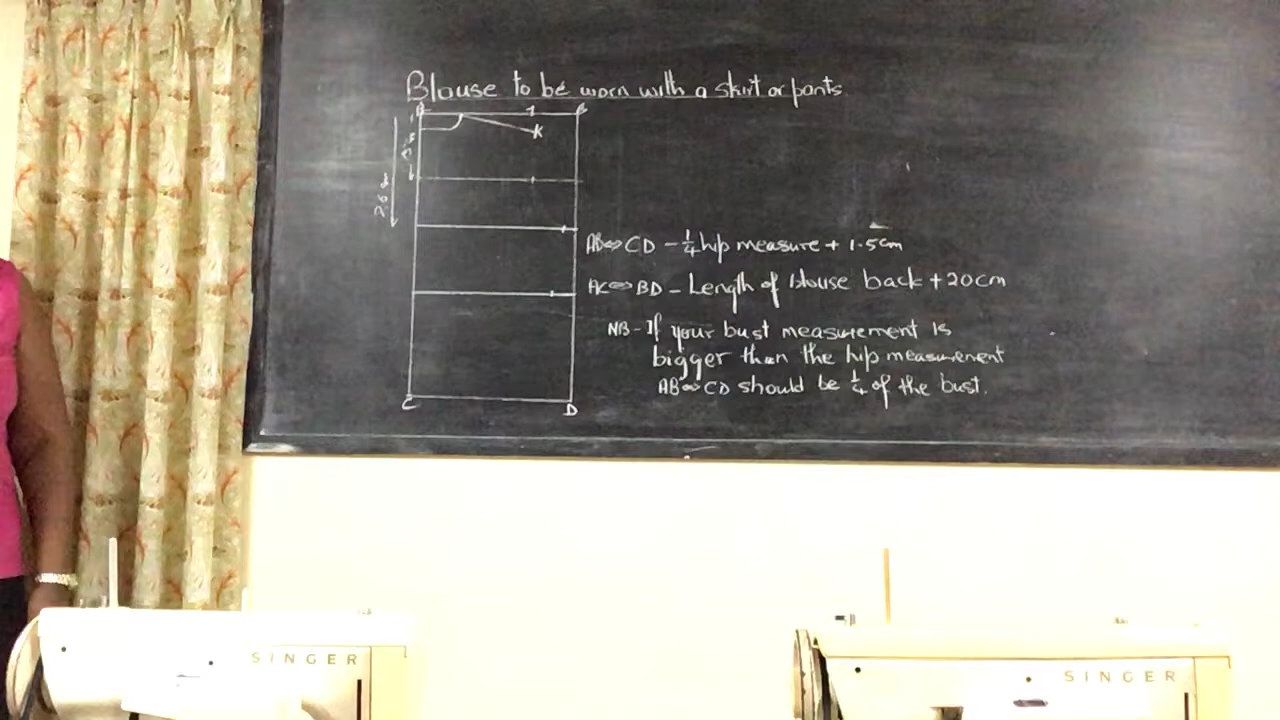 Blouse to be worn with a skirt or pants
B
K
AB⇔CD - 1/4 hip measure + 1.5cm
AC⇔BD - Length of blouse back + 20cm
NB - If your bust measurement is
bigger than the hip measurement
AB⇔CD should be 1/4 of the bust.
C
D
SINGER
SINGER